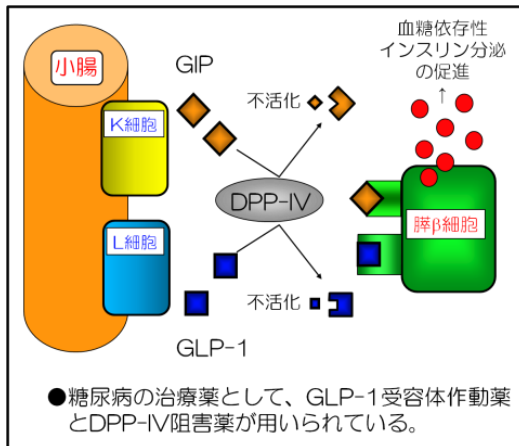 血糖依存性
インスリン分泌
の促進
↑
小腸
GIP
不活化
K細胞
DPP-IV
膵β細胞
L細胞
不活化
GLP-1
●糖尿病の治療薬として、GLP-1受容体作動薬
とDPP-IV阻害薬が用いられている。